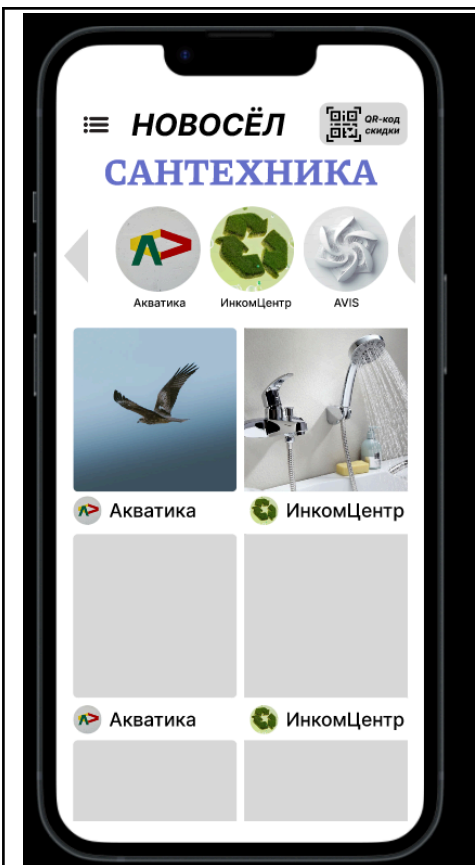 НОВОСЁЛ
QR-код
скидки
САНТЕХНИКА
Акватика ИнкомЦентр AVIS
Акватика ИнкомЦентр
Акватика ИнкомЦентр